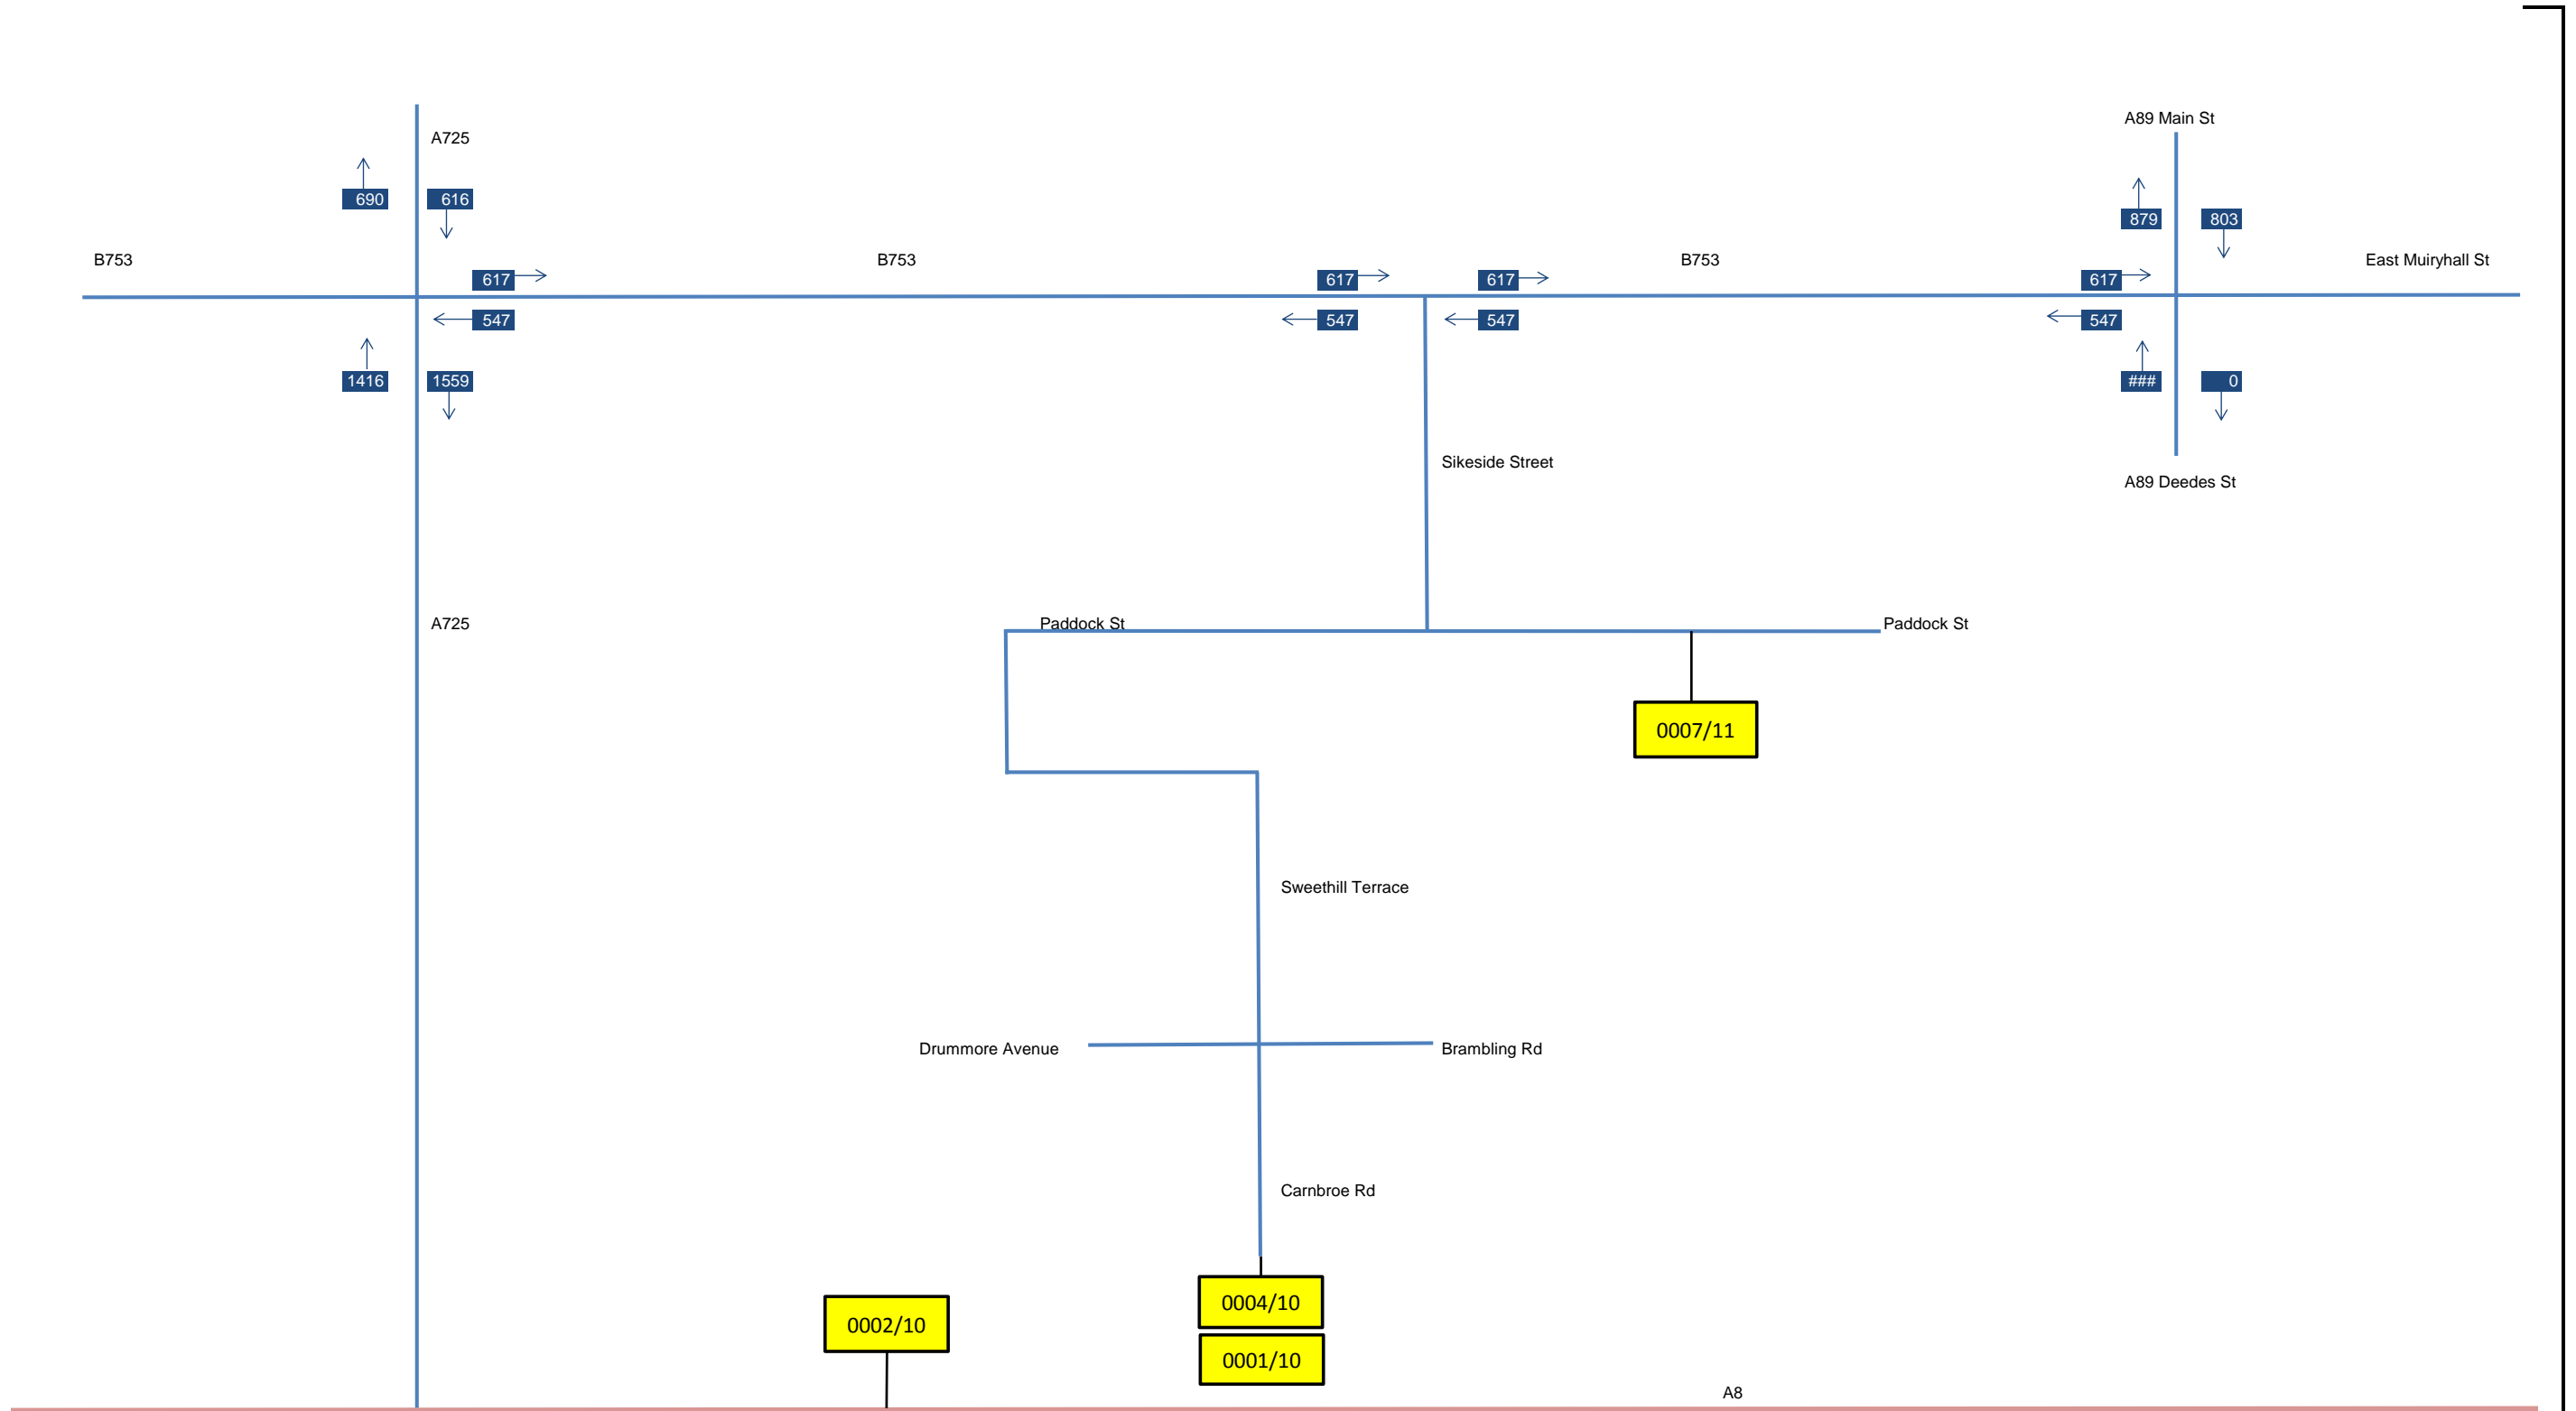 A89 Main St
A725
690
616
879
803
B753
B753
B753
East Muiryhall St
617
617
617
617
547
547
547
547
1416
1559
###
0
Sikeside Street
A89 Deedes St
A725
Paddock St
Paddock St
0007/11
Sweethill Terrace
Drummore Avenue
Brambling Rd
Carnbroe Rd
0004/10
0002/10
0001/10
A8